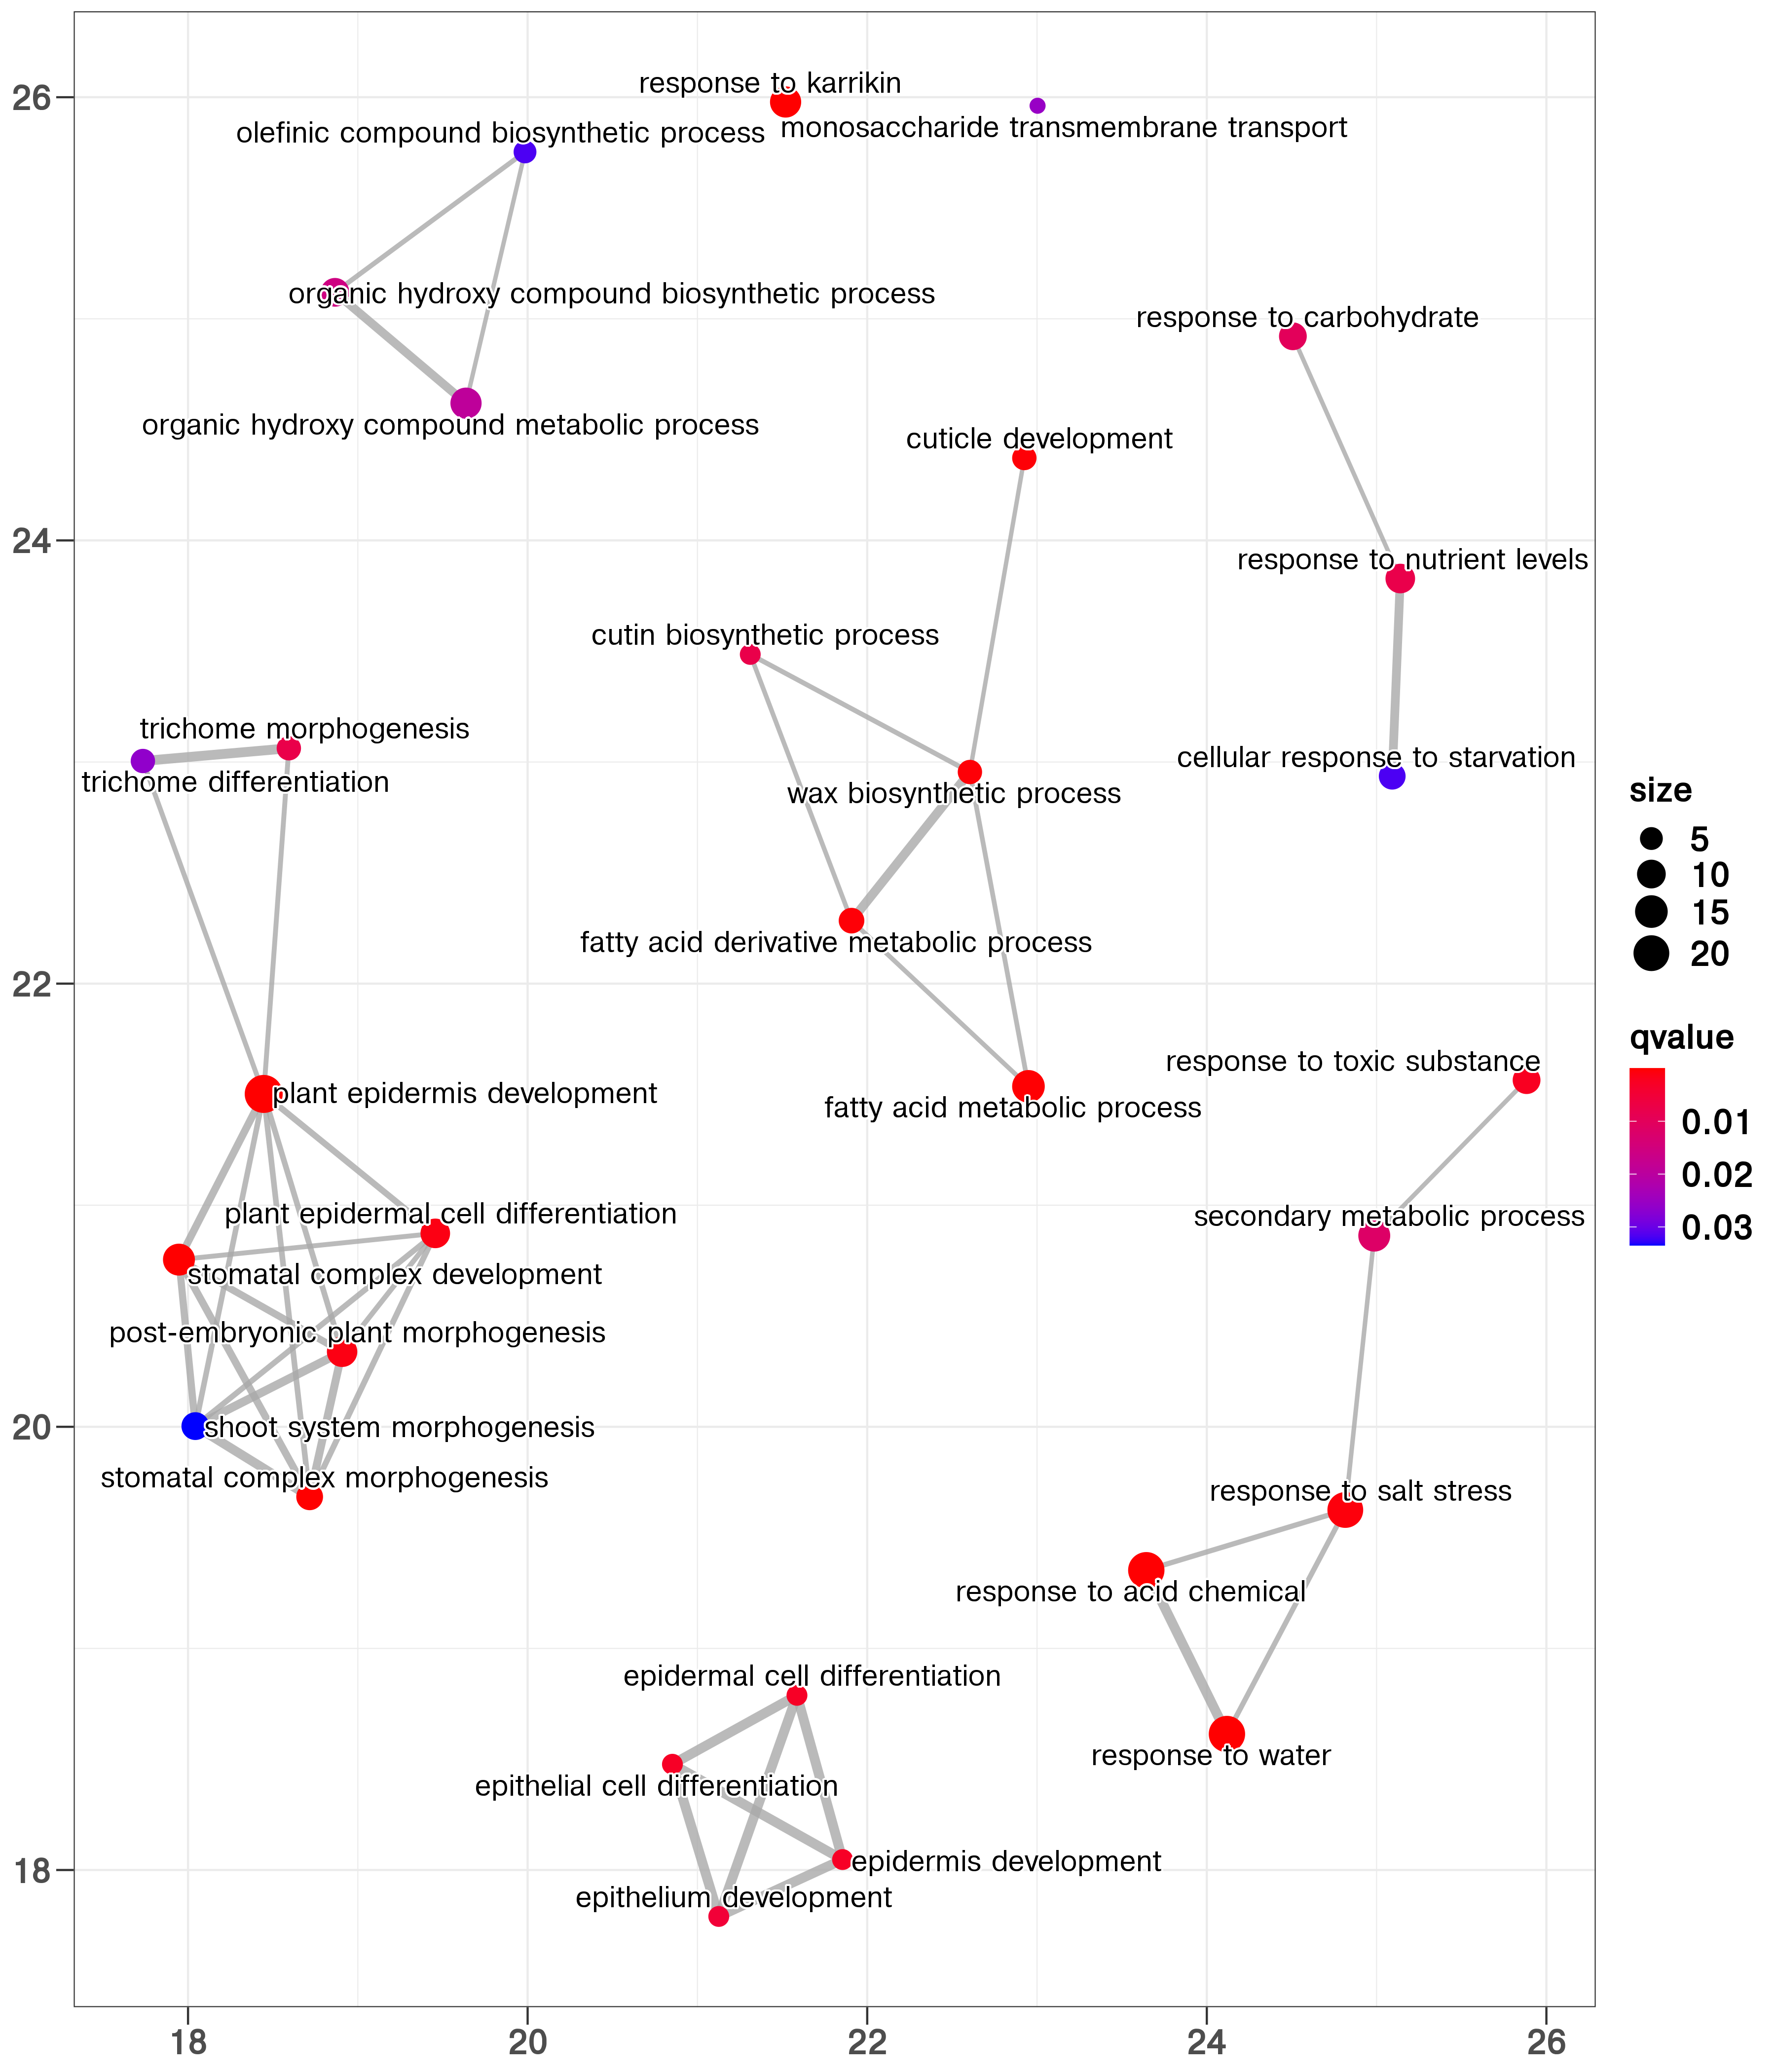 26
response to karrikin
olefinic compound biosynthetic process
monosaccharide transmembrane transport
organic hydroxy compound biosynthetic process
response to carbohydrate
organic hydroxy compound metabolic process
cuticle development
24
response to nutrient levels
cutin biosynthetic process
trichome morphogenesis
cellular response to starvation
trichome differentiation
wax biosynthetic process
size
5
10
15
20
fatty acid derivative metabolic process
22
qvalue
0.01
0.02
0.03
response to toxic substance
plant epidermis development
fatty acid metabolic process
plant epidermal cell differentiation
secondary metabolic process
stomatal complex development
post-embryonic plant morphogenesis
20
shoot system morphogenesis
stomatal complex morphogenesis
response to salt stress
response to acid chemical
epidermal cell differentiation
response to water
epithelial cell differentiation
18
epidermis development
epithelium development
18
20
22
24
26